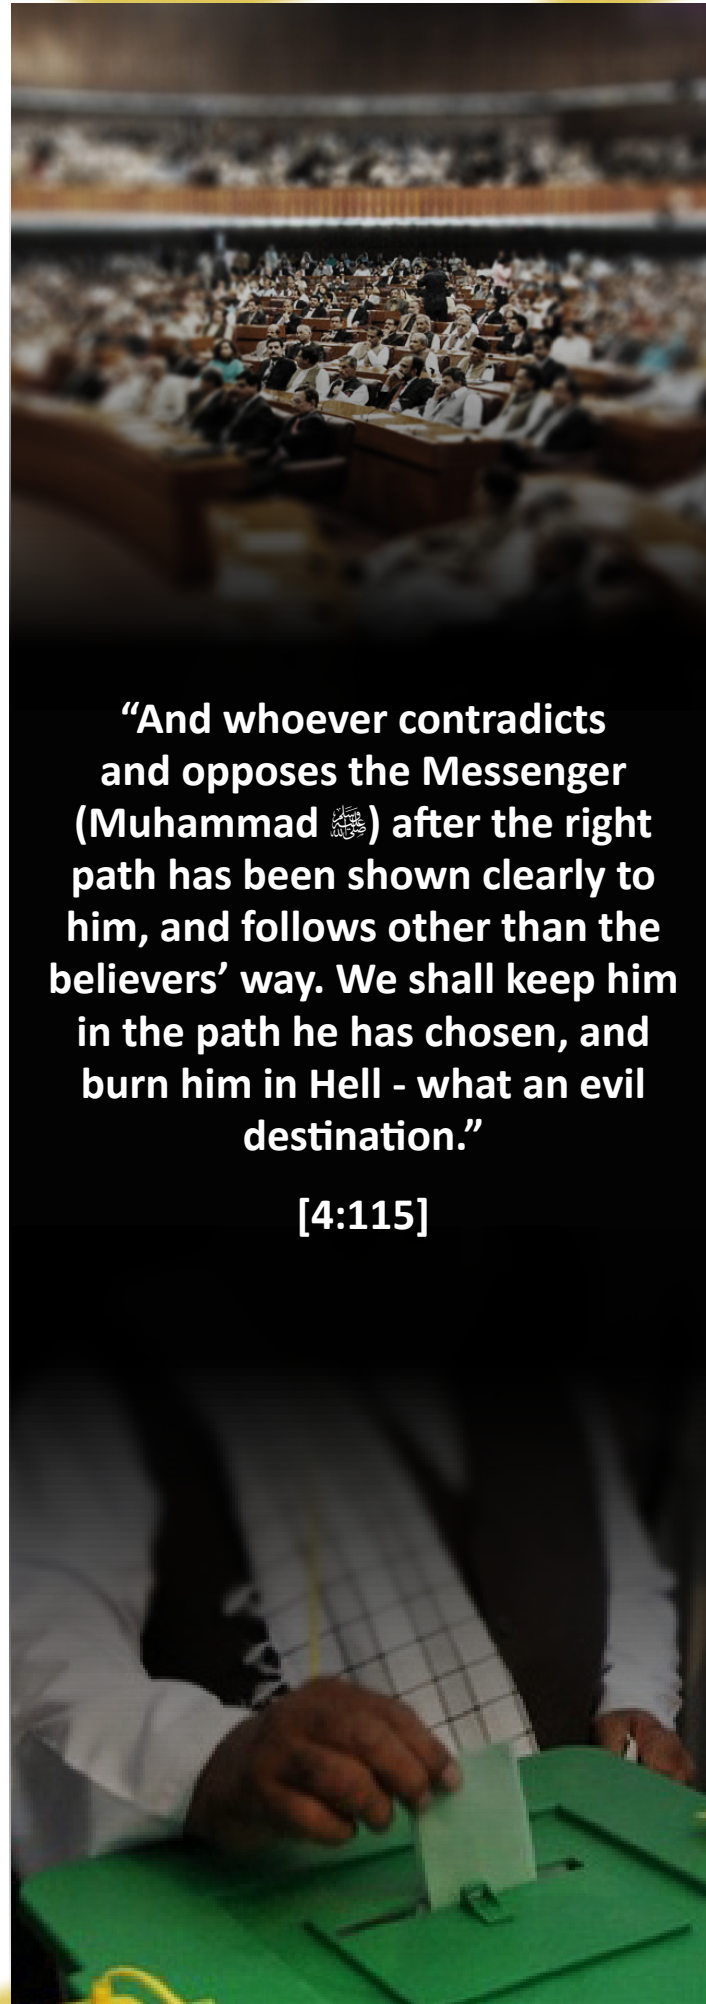 “And whoever contradicts
and opposes the Messenger
(Muhammad ﷺ) after the right
path has been shown clearly to
him, and follows other than the
believers’ way. We shall keep him
in the path he has chosen, and
burn him in Hell - what an evil
destination.”
[4:115]